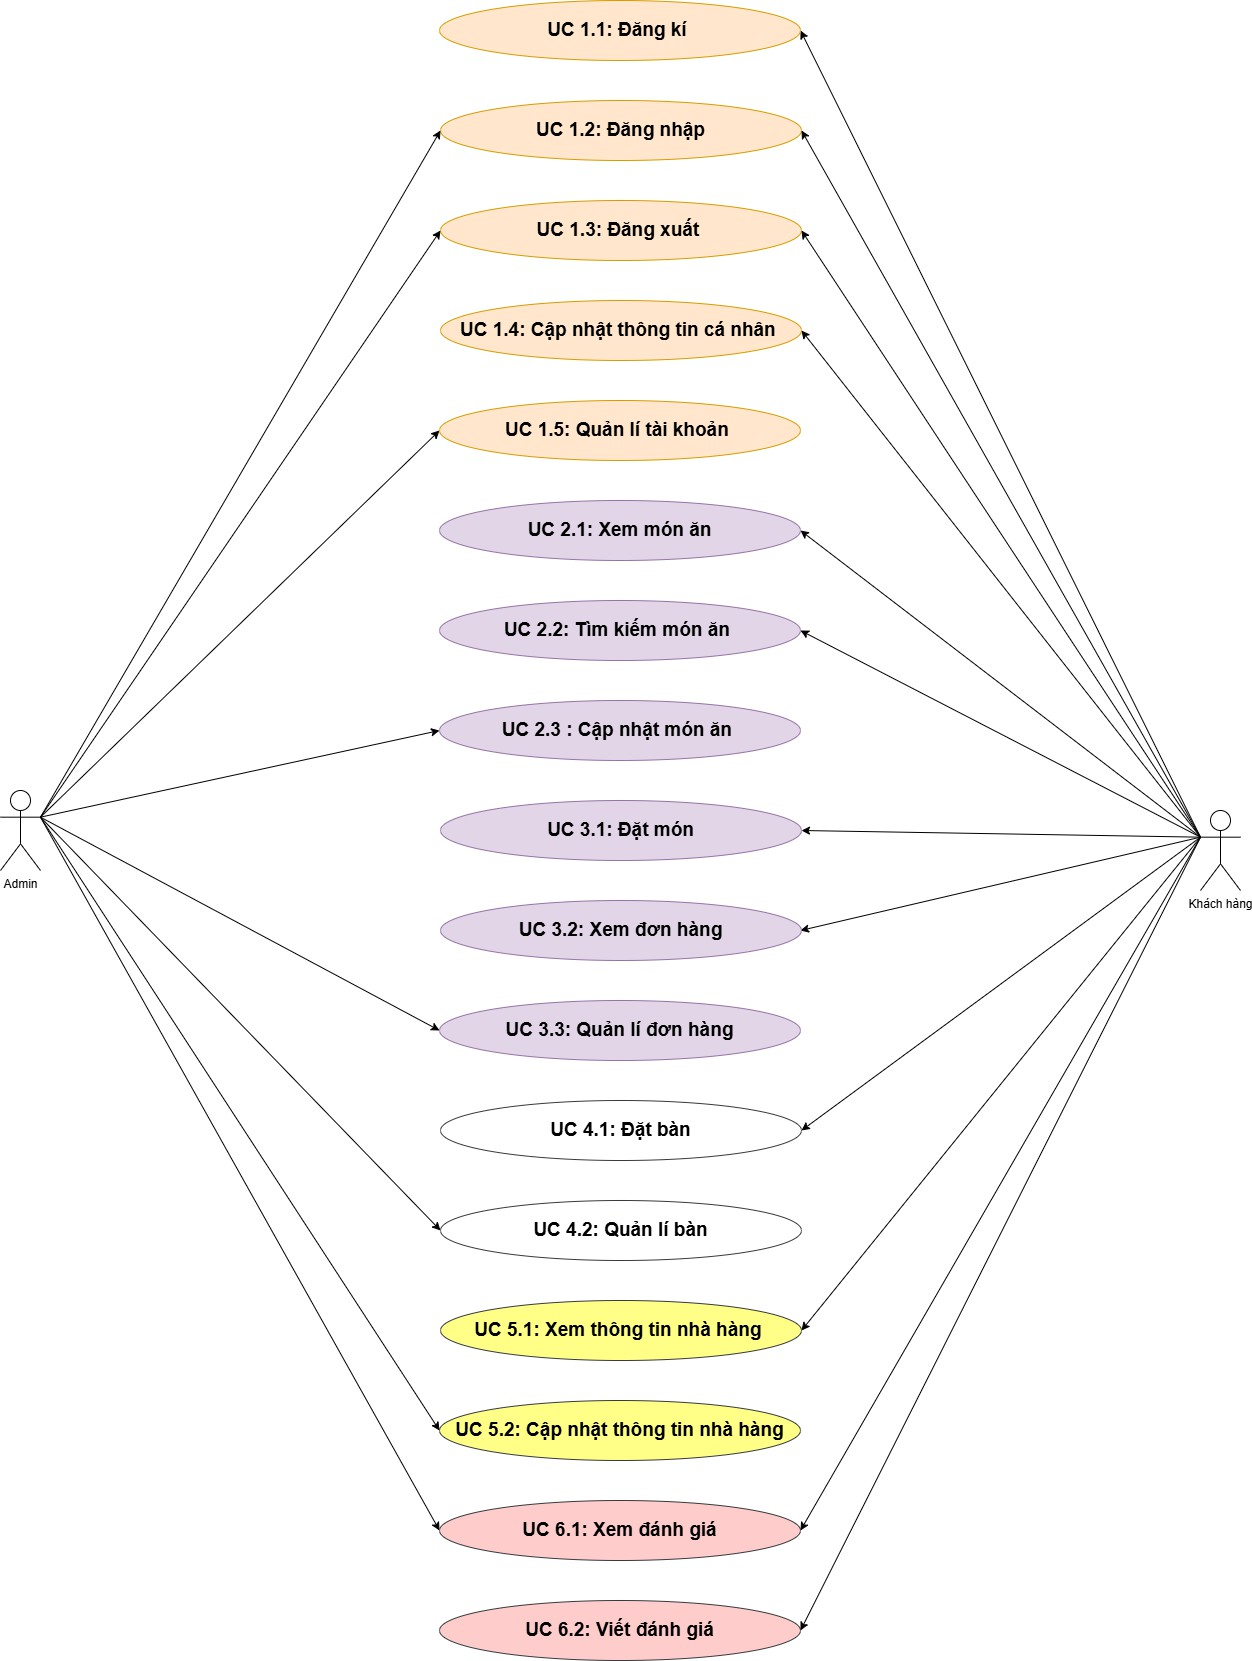 UC 1.1: Đăng kí
UC 1.2: Đăng nhập
UC 1.3: Đăng xuất
UC 1.4: Cập nhật thông tin cá nhân
UC 1.5: Quản lí tài khoản
UC 2.1: Xem món ăn
UC 2.2: Tìm kiếm món ăn
UC 2.3 : Cập nhật món ăn
UC 3.1: Đặt món
Admin
Khách hàng
UC 3.2: Xem đơn hàng
UC 3.3: Quản lí đơn hàng
UC 4.1: Đặt bàn
UC 4.2: Quản lí bàn
UC 5.1: Xem thông tin nhà hàng
UC 5.2: Cập nhật thông tin nhà hàng
UC 6.1: Xem đánh giá
UC 6.2: Viết đánh giá